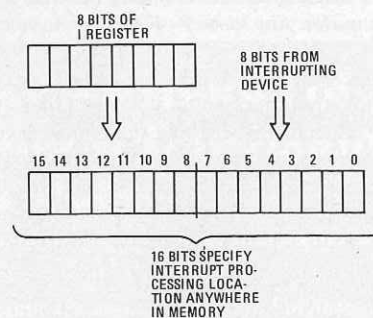 8 BITS OF
I REGISTER
8 BITS FROM
INTERRUPTING
DEVICE
15 14 13 12 11 10 9 8 7 6 5 4 3 2 1 0
16 BITS SPECIFY
INTERRUPT PRO-
CESSING LOCA-
TION ANYWHERE
IN MEMORY